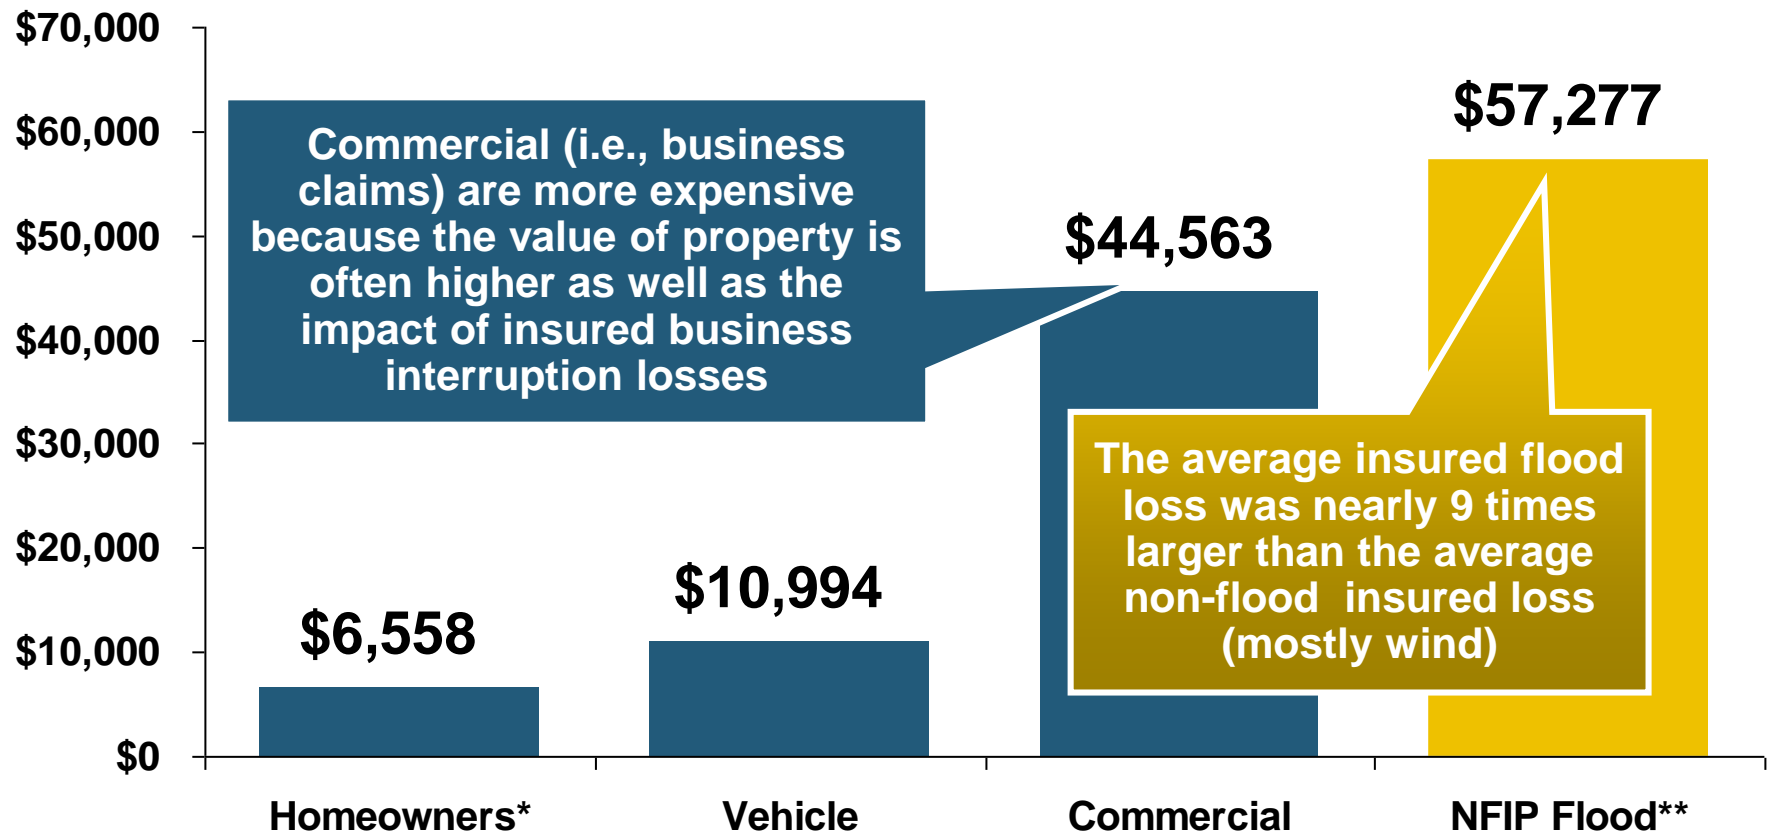 $70,000
$60,000
$50,000
$40,000
$30,000
$20,000
$10,000
$0
Commercial (i.e., business
claims) are more expensive
because the value of property is
often higher as well as the
impact of insured business
interruption losses
$6,558
$10,994
$44,563
$57,277
The average insured flood
loss was nearly 9 times
larger than the average
non-flood insured loss
(mostly wind)
Homeowners*
Vehicle
Commercial
NFIP Flood**